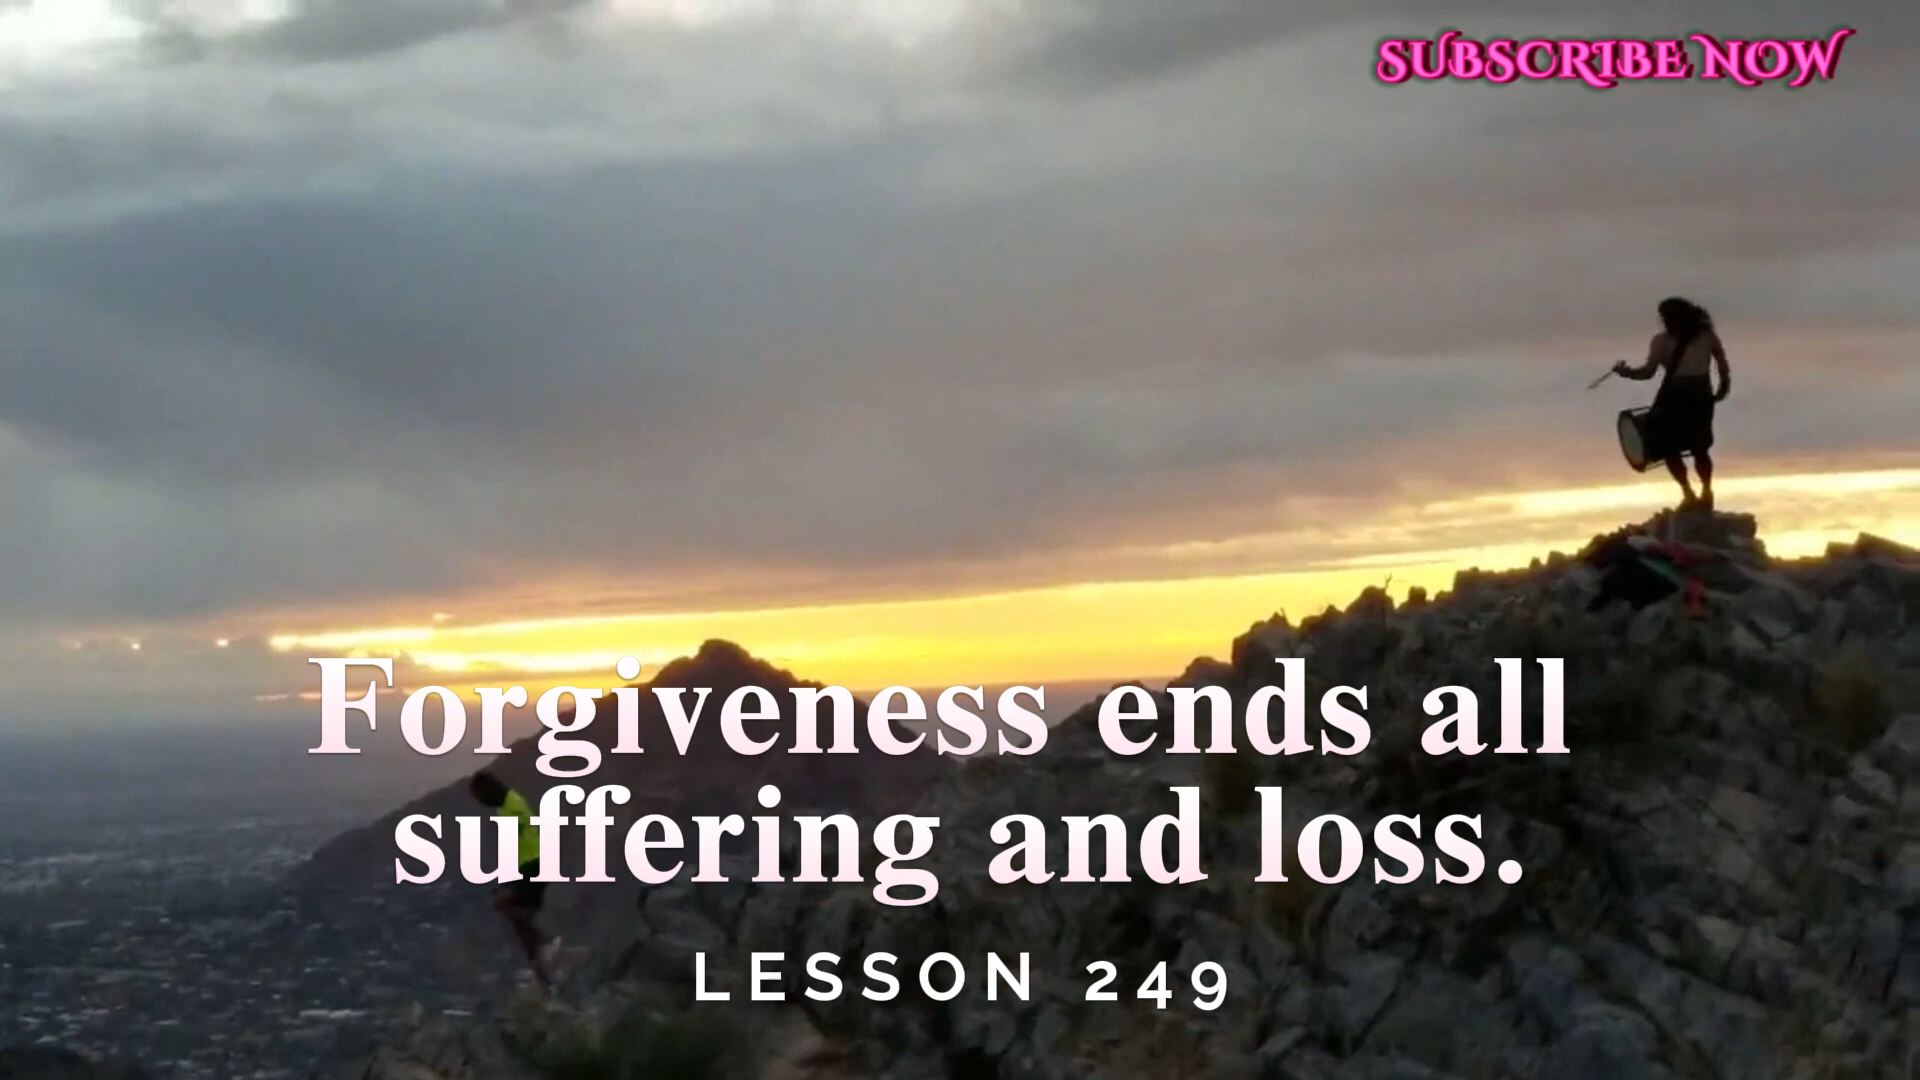 SUBSCRIBE NOW
Forgiveness ends all
suffering and loss.
LESSON 249